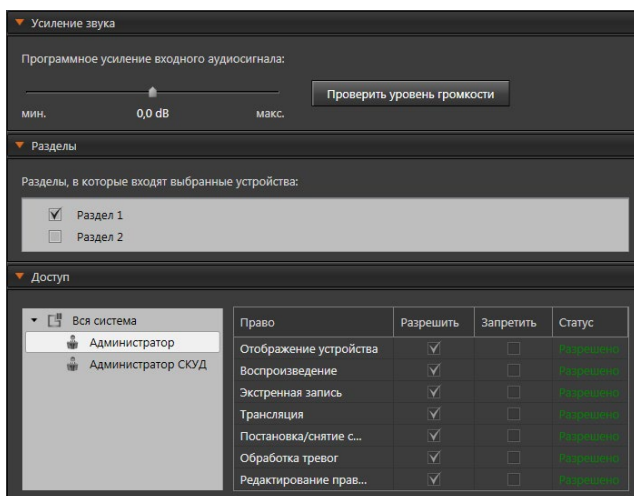 Усиление звука
Программное усиление входного аудиосигнала:
Проверить уровень громкости
мин. 0,0 dB макс.
Разделы
Разделы, в которые входят выбранные устройства:
Раздел 1
Раздел 2
Доступ
Вся система
Администратор
Администратор СКУД
Право Разрешить Запретить Статус
Отображение устройства Разрешено
Воспроизведение Разрешено
Экстренная запись Разрешено
Трансляция Разрешено
Постановка/снятие с... Разрешено
Обработка тревог Разрешено
Редактирование прав... Разрешено